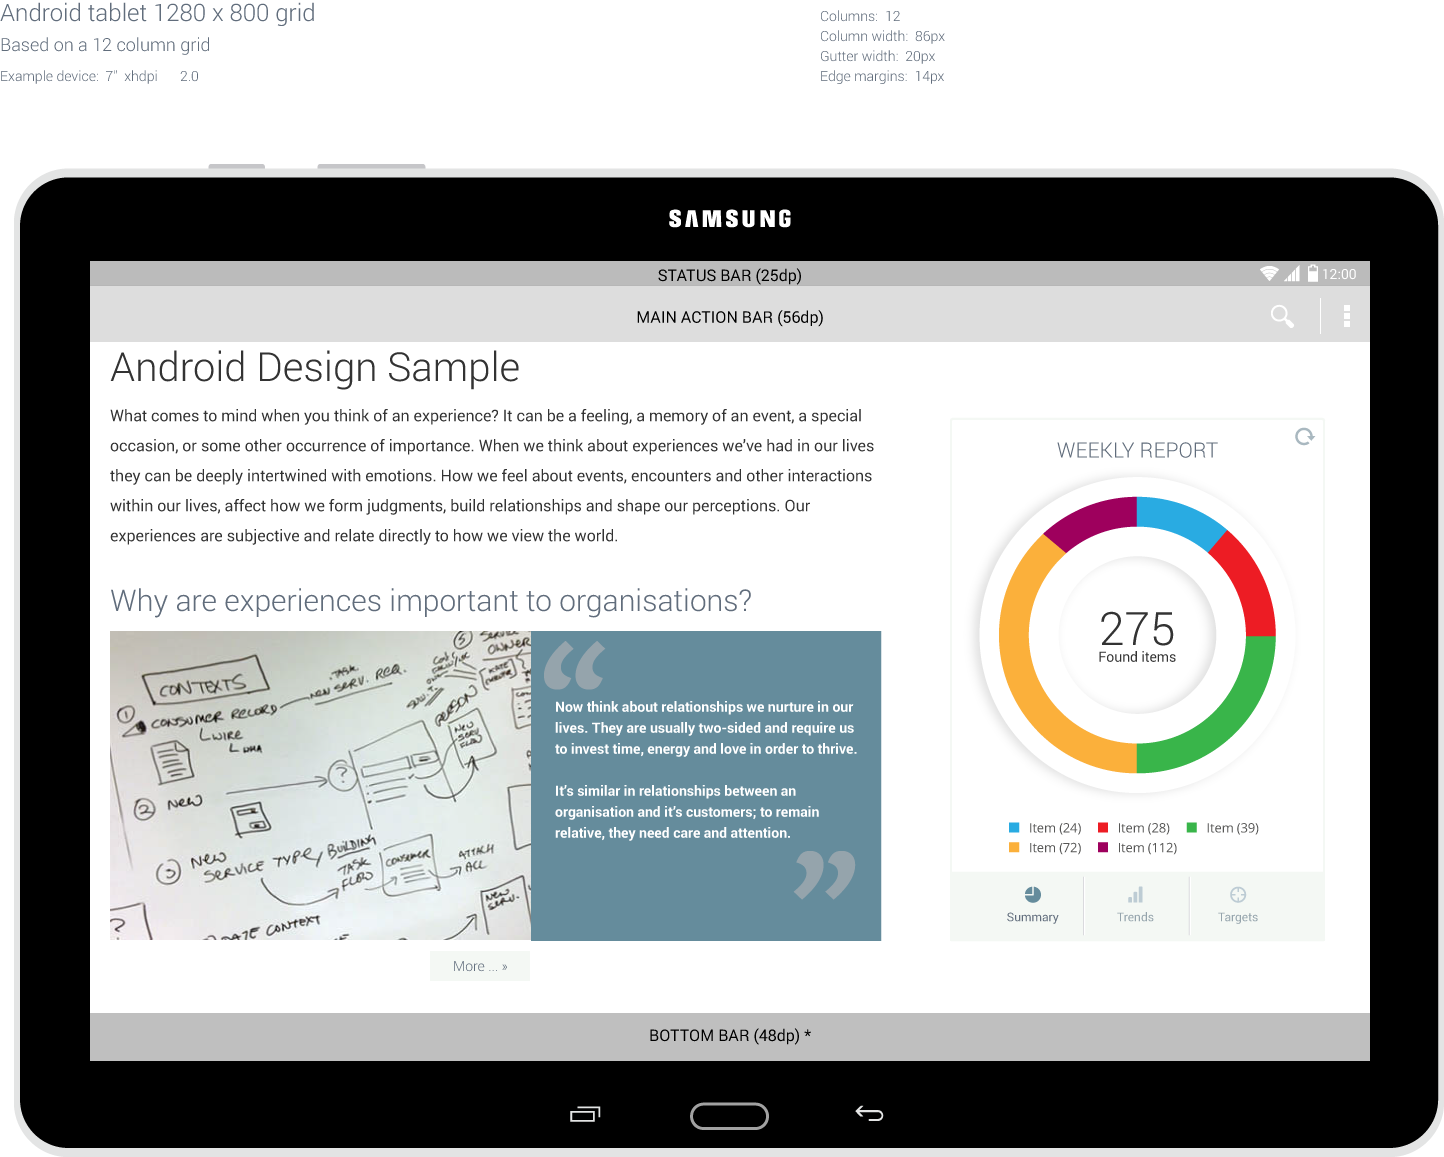 Android tablet 1280 x 800 grid
Based on a 12 column grid
Example device: 7" xhdpi 2.0
Columns: 12
Column width: 86px
Gutter width: 20px
Edge margins: 14px
SAMSUNG
STATUS BAR (25dp)
12:00
MAIN ACTION BAR (56dp)
Android Design Sample
What comes to mind when you think of an experience? It can be a feeling, a memory of an event, a special
occasion, or some other occurrence of importance. When we think about experiences we've had in our lives
they can be deeply intertwined with emotions. How we feel about events, encounters and other interactions
within our lives, affect how we form judgments, build relationships and shape our perceptions. Our
experiences are subjective and relate directly to how we view the world.
Why are experiences important to organisations?
CONTEXTS
TASK
NEW SERV. REQ.
1 CONSUMER RECORD
WIRE
2 NEW
?
PERSON
NEW
SERV.
FLOW
5 SERVICE
OWNER
3 NEW
SERVICE TYPE/BUILDING
TASK
FLOW
CONSUMER
ATTACH
ALL
NEW
SERV.
?
CONTEXT
“
Now think about relationships we nurture in our
lives. They are usually two-sided and require us
to invest time, energy and love in order to thrive.
It's similar in relationships between an
organisation and it's customers; to remain
relative, they need care and attention.
”
More ... »
WEEKLY REPORT
275
Found items
Item (24) Item (28) Item (39)
Item (72) Item (112)
Summary Trends Targets
BOTTOM BAR (48dp) *